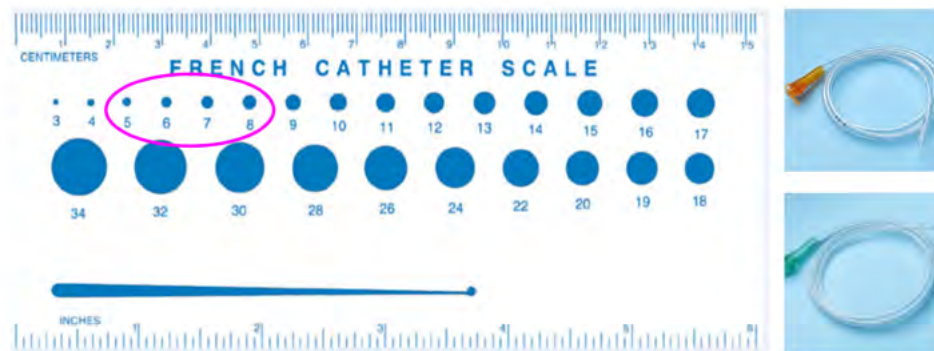 1 2 3 4 5 6 7 8 9 10 11 12 13 14 15
CENTIMETERS
FRENCH CATHETER SCALE
3 4 5 6 7 8 9 10 11 12 13 14 15 16 17
34 32 30 28 26 24 22 20 19 18
INCHES
1 2 3 4 5 6